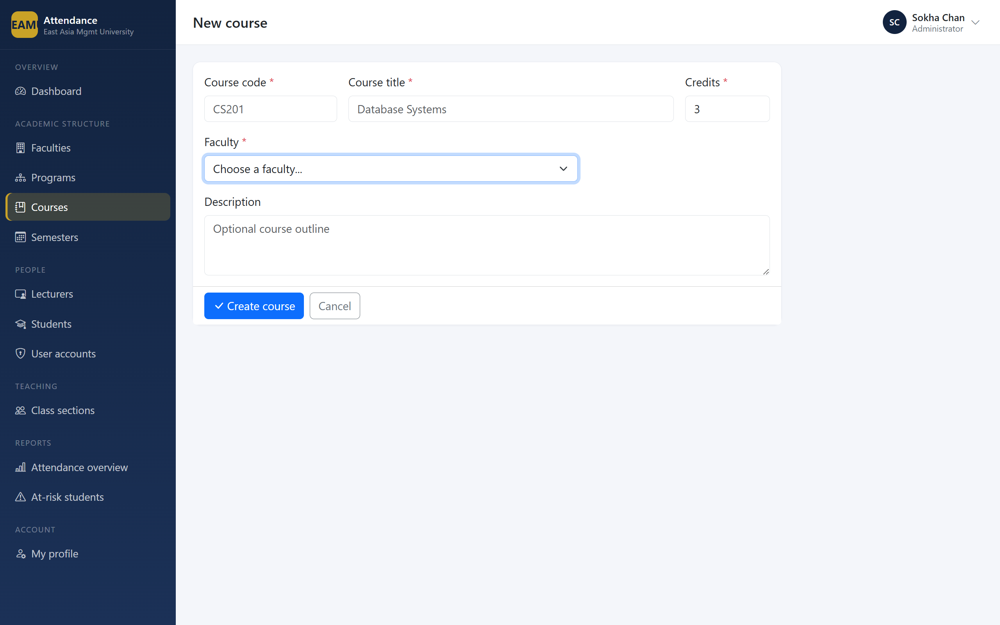 EAMU
Attendance
East Asia Mgmt University
OVERVIEW
Dashboard
ACADEMIC STRUCTURE
Faculties
Programs
Courses
Semesters
PEOPLE
Lecturers
Students
User accounts
TEACHING
Class sections
REPORTS
Attendance overview
At-risk students
ACCOUNT
My profile
New course
SC
Sokha Chan
Administrator
Course code *
Course title *
Credits *
CS201
Database Systems
3
Faculty *
Choose a faculty...
Description
Optional course outline
Create course
Cancel